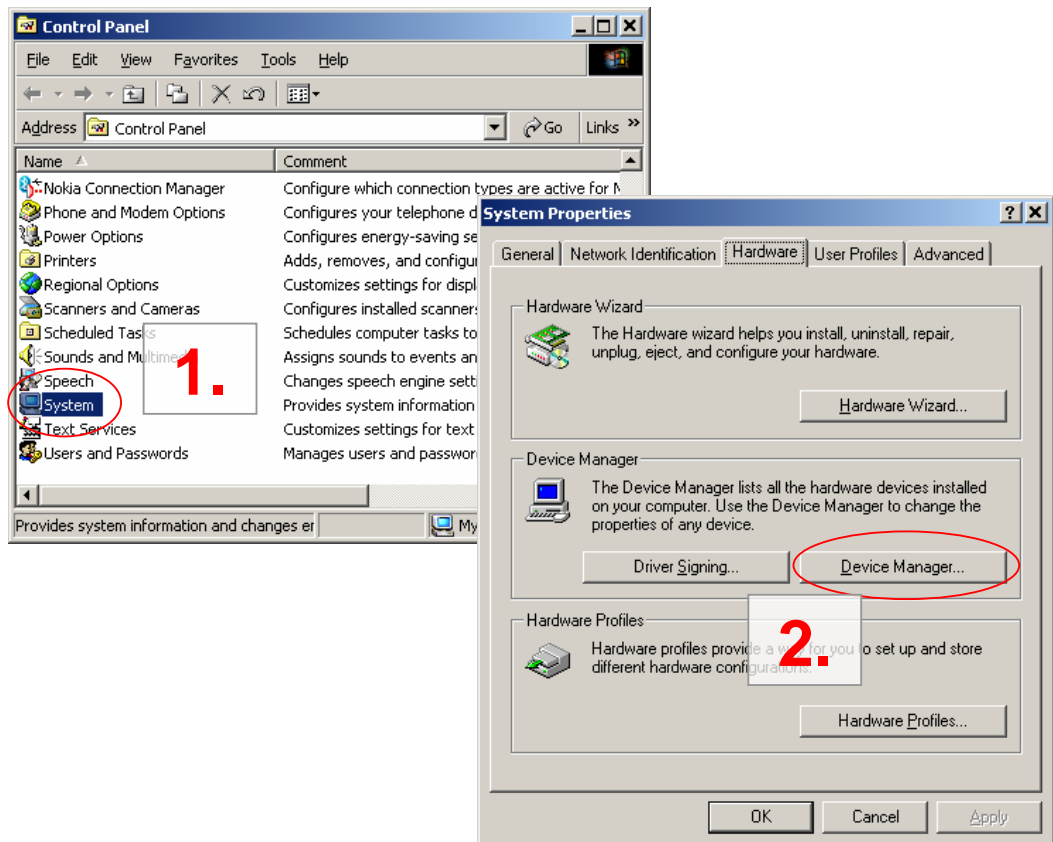 Control Panel
File Edit View Favorites Tools Help
Address Control Panel Go Links »
Name Comment
Nokia Connection Manager Configure which connection types are active for
Phone and Modem Options Configures your telephone d
Power Options Configures energy-saving se
Printers Adds, removes, and configu
Regional Options Customizes settings for displ
Scanners and Cameras Configures installed scanner
Scheduled Tasks Schedules computer tasks to
Sounds and Multimed Assigns sounds to events an
Speech Changes speech engine setti
System Provides system information
Text Services Customizes settings for text
Users and Passwords Manages users and passwor
Provides system information and changes er My
1.
System Properties
General Network Identification Hardware User Profiles Advanced
Hardware Wizard
The Hardware wizard helps you install, uninstall, repair,
unplug, eject, and configure your hardware.
Hardware Wizard...
Device Manager
The Device Manager lists all the hardware devices installed
on your computer. Use the Device Manager to change the
properties of any device.
Driver Signing... Device Manager...
2.
Hardware Profiles
Hardware profiles provide a way for you to set up and store
different hardware configurations.
Hardware Profiles...
OK Cancel Apply